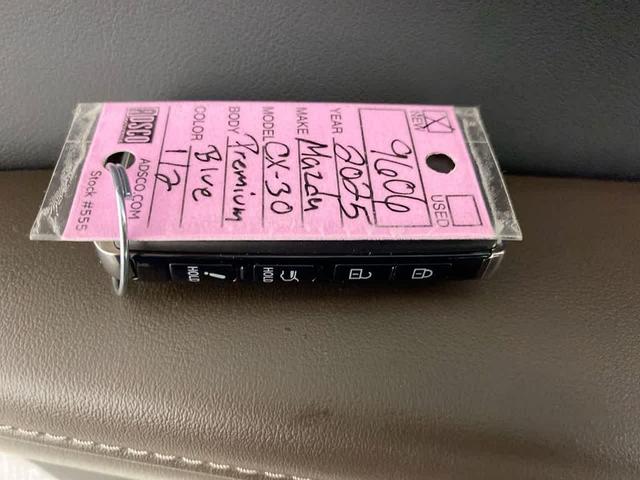 NEW X USED
9606
YEAR 2025
MAKE Mazda
MODEL CX-30
BODY Premium
COLOR Blue
1/2
ADSCO ADSCO.COM
Stock #555
HOLD
HOLD